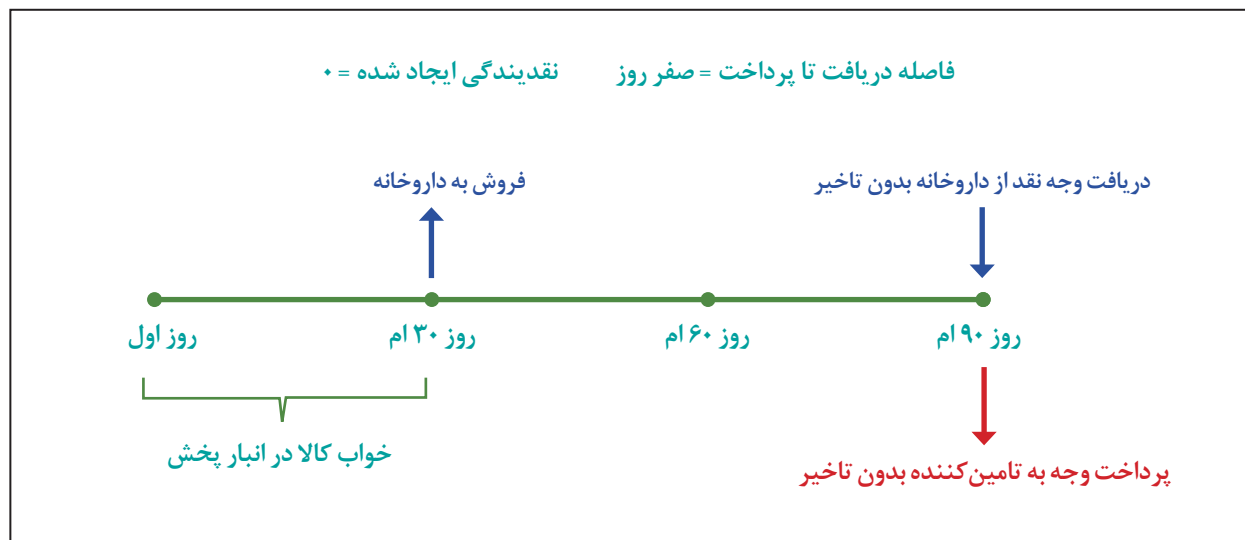 فاصله دریافت تا پرداخت = صفر روز نقدیندگی ایجاد شده = ۰
دریافت وجه نقد از داروخانه بدون تاخیر
فروش به داروخانه
روز اول
روز ۳۰ ام
روز ۶۰ ام
روز ۹۰ ام
خواب کالا در انبار پخش
پرداخت وجه به تامین‌کننده بدون تاخیر